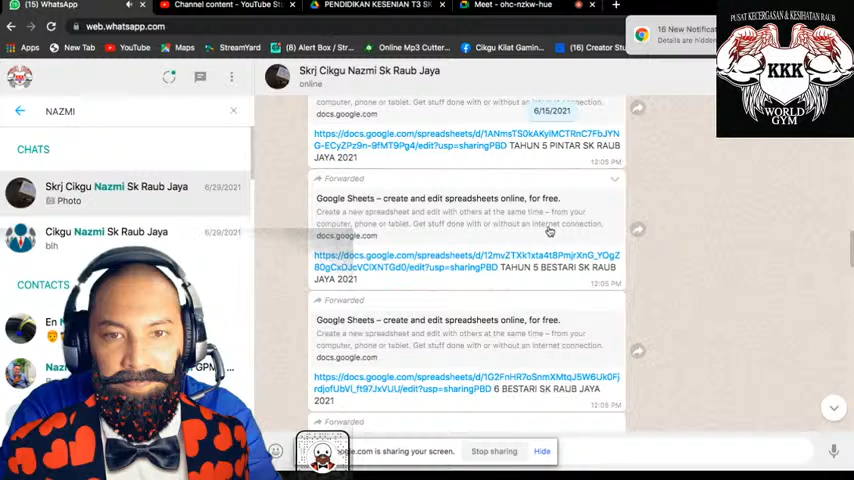 (15) WhatsApp
Channel content - YouTube St
PENDIDIKAN KESENIAN T3 SK
Meet - ohc-nzkw-hue
web.whatsapp.com
16 New Notificat
Details are hidden
Apps
New Tab
YouTube
Maps
StreamYard
(8) Alert Box / Str...
Online Mp3 Cutter...
Cikgu Kilat Gaming...
(16) Creator Stu
PUSAT KECERGASAN & KESIHATAN RAUB
KKK
WORLD
GYM
Skrj Cikgu Nazmi Sk Raub Jaya
online
NAZMI
CHATS
Skrj Cikgu Nazmi Sk Raub Jaya
6/29/2021
Photo
Cikgu Nazmi Sk Raub Jaya
6/29/2021
blh
CONTACTS
En
Naz
GPM
computer, phone or tablet. Get stuff done with or without an internet connection.
6/15/2021
docs.google.com
https://docs.google.com/spreadsheets/d/1ANmsTS0kAKylMCTRnC7FbJYN
G-ECyZPz9n-9fMT9Pg4/edit?usp=sharingPBD TAHUN 5 PINTAR SK RAUB
JAYA 2021
12:05 PM
Forwarded
Google Sheets – create and edit spreadsheets online, for free.
Create a new spreadsheet and edit with others at the same time – from your
computer, phone or tablet. Get stuff done with or without an internet connection.
docs.google.com
https://docs.google.com/spreadsheets/d/12mvZTXk1xta4t8PmjrXnG_YOgZ
80gCxDJcVClXNTGd0/edit?usp=sharingPBD TAHUN 5 BESTARI SK RAUB
JAYA 2021
12:05 PM
Forwarded
Google Sheets – create and edit spreadsheets online, for free.
Create a new spreadsheet and edit with others at the same time – from your
computer, phone or tablet. Get stuff done with or without an internet connection.
docs.google.com
https://docs.google.com/spreadsheets/d/1G2FnHR7oSnmXMtqJ5W6Uk0Fj
rdjofUbVl_ft97JxVUU/edit?usp=sharingPBD 6 BESTARI SK RAUB JAYA
2021
12:05 PM
Forwarded
gle.com is sharing your screen.
Stop sharing
Hide